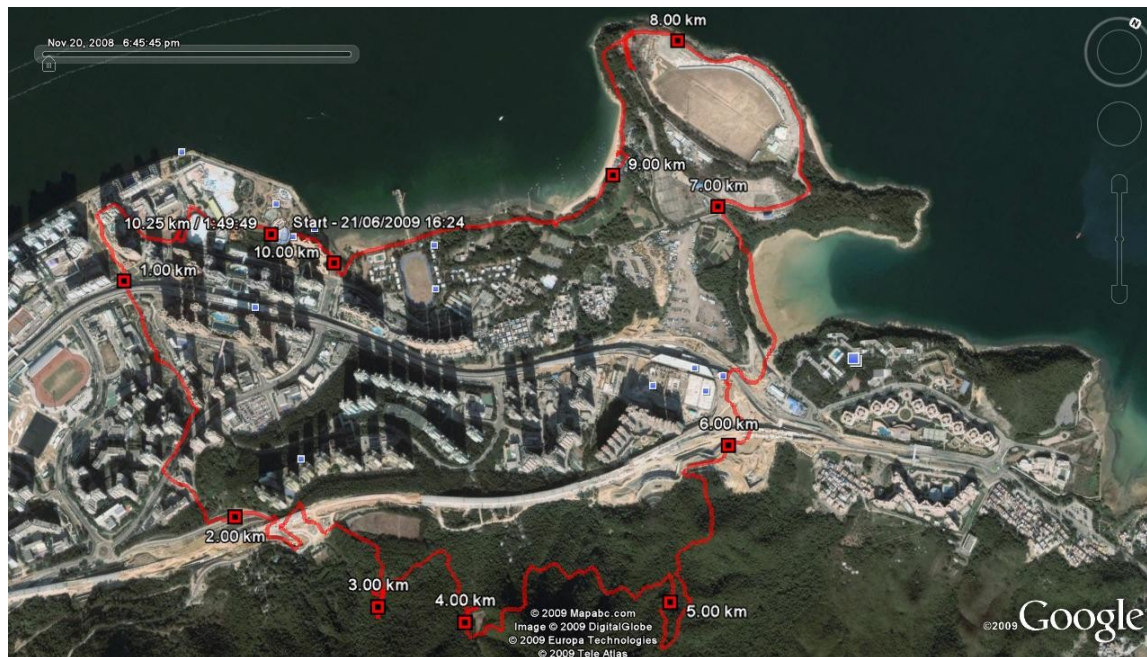 Nov 20, 2008   6:45:45 pm
N
8.00 km
9.00 km
7.00 km
10.25 km / 1:49:49
Start - 21/06/2009 16:24
10.00 km
1.00 km
6.00 km
2.00 km
3.00 km
4.00 km
5.00 km
© 2009 Mapabc.com
Image © 2009 DigitalGlobe
© 2009 Europa Technologies
© 2009 Tele Atlas
©2009 Google